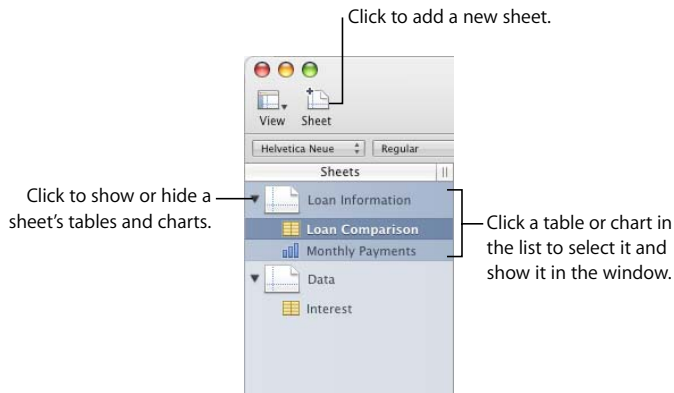 Click to add a new sheet.
View Sheet
Helvetica Neue Regular
Sheets
Click to show or hide a
sheet’s tables and charts.
Loan Information
Loan Comparison
Monthly Payments
Click a table or chart in
the list to select it and
show it in the window.
Data
Interest